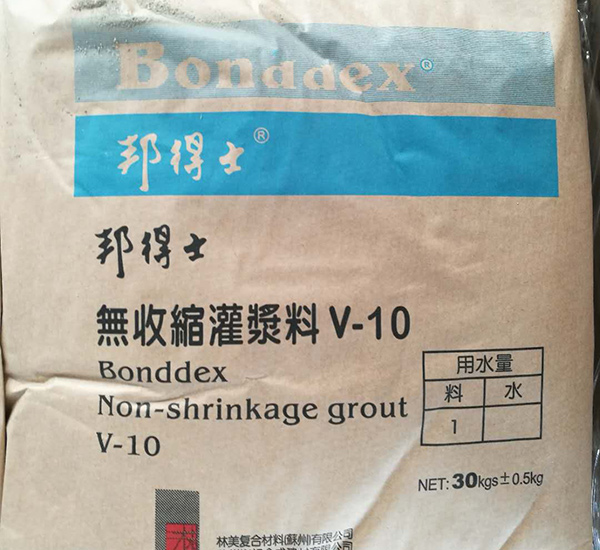 Bonddex®
邦得士®
邦得士
無收縮灌漿料 V-10
Bonddex
Non-shrinkage grout
V-10
用水量
料 水
1
NET: 30kgs±0.5kg
林美复合材料(蘇州)有限公司